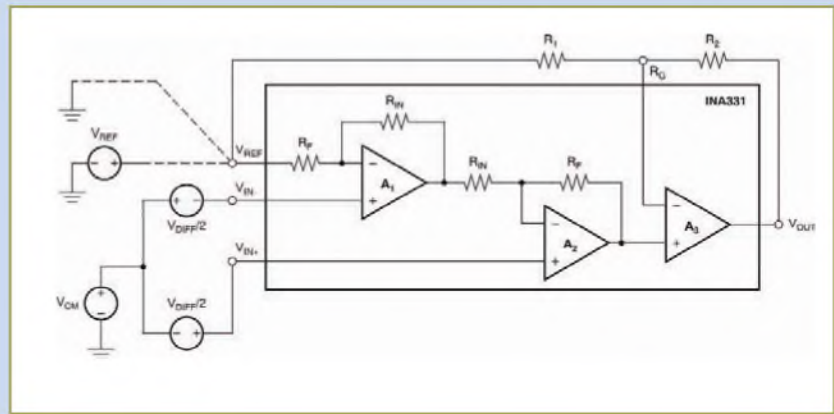 R1
R2
RG
INA331
VREF
RIN
VREF
RF
RIN
RF
A1
VIN-
A2
A3
VOUT
VDIFF/2
VIN+
VCM
VDIFF/2